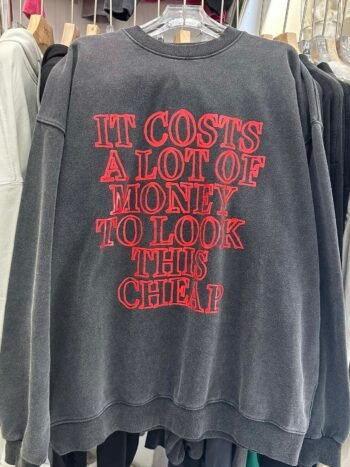 IT COSTS
A LOT OF
MONEY
TO LOOK
THIS
CHEAP